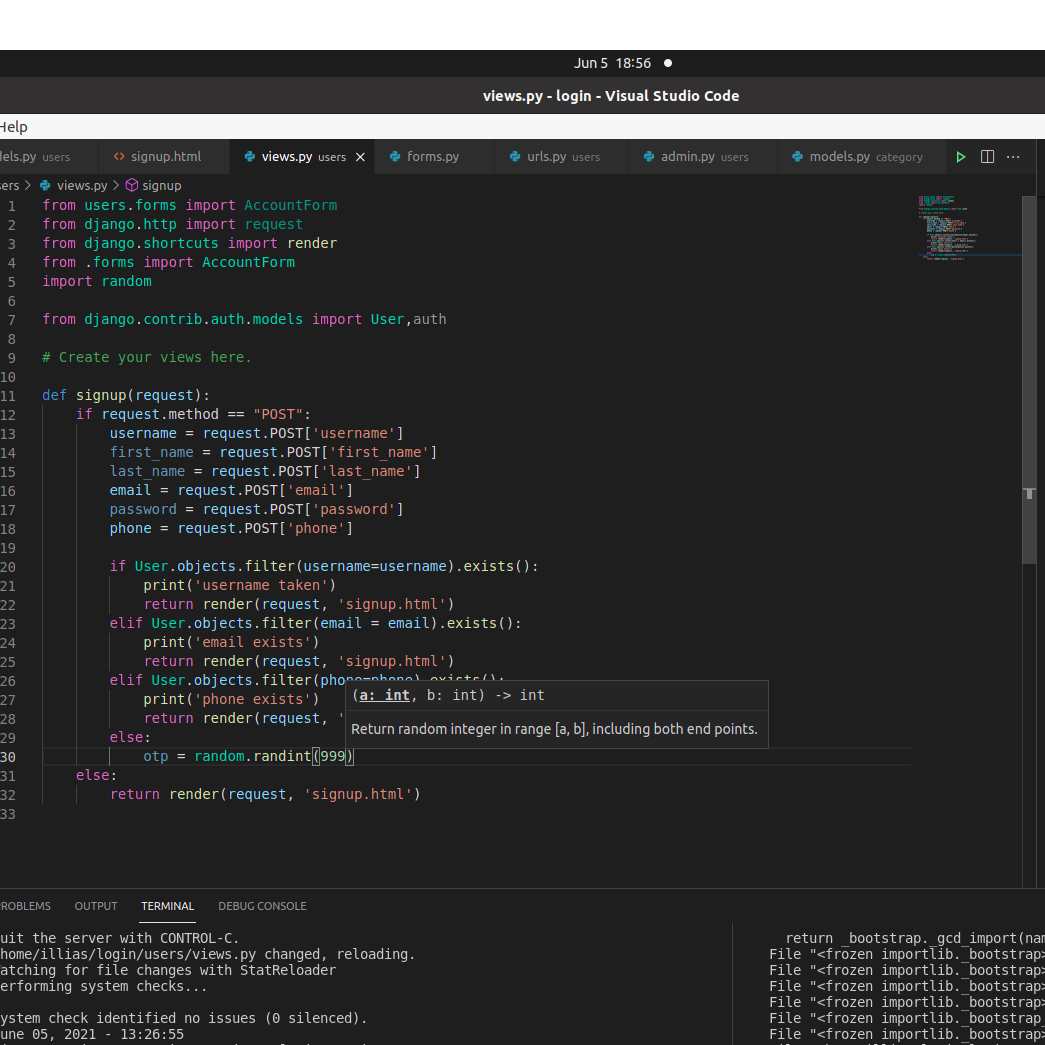 Jun 5 18:56
views.py - login - Visual Studio Code
Help
dels.py users signup.html views.py users forms.py urls.py users admin.py users models.py category
ers > views.py > signup
1 from users.forms import AccountForm
2 from django.http import request
3 from django.shortcuts import render
4 from .forms import AccountForm
5 import random
6
7 from django.contrib.auth.models import User,auth
8
9 # Create your views here.
10
11 def signup(request):
12 if request.method == "POST":
13 username = request.POST['username']
14 first_name = request.POST['first_name']
15 last_name = request.POST['last_name']
16 email = request.POST['email']
17 password = request.POST['password']
18 phone = request.POST['phone']
19
20 if User.objects.filter(username=username).exists():
21 print('username taken')
22 return render(request, 'signup.html')
23 elif User.objects.filter(email = email).exists():
24 print('email exists')
25 return render(request, 'signup.html')
26 elif User.objects.filter(phone=phone).exists():
27 print('phone exists')
(a: int, b: int) -> int
28 return render(request, '
Return random integer in range [a, b], including both end points.
29 else:
30 otp = random.randint(999)
31 else:
32 return render(request, 'signup.html')
33
ROBLEMS OUTPUT TERMINAL DEBUG CONSOLE
uit the server with CONTROL-C.
home/illias/login/users/views.py changed, reloading.
atching for file changes with StatReloader
erforming system checks...
ystem check identified no issues (0 silenced).
une 05, 2021 - 13:26:55
return _bootstrap._gcd_import(nam
File "<frozen importlib._bootstrap>
File "<frozen importlib._bootstrap>
File "<frozen importlib._bootstrap>
File "<frozen importlib._bootstrap>
File "<frozen importlib._bootstrap_
File "<frozen importlib._bootstrap>